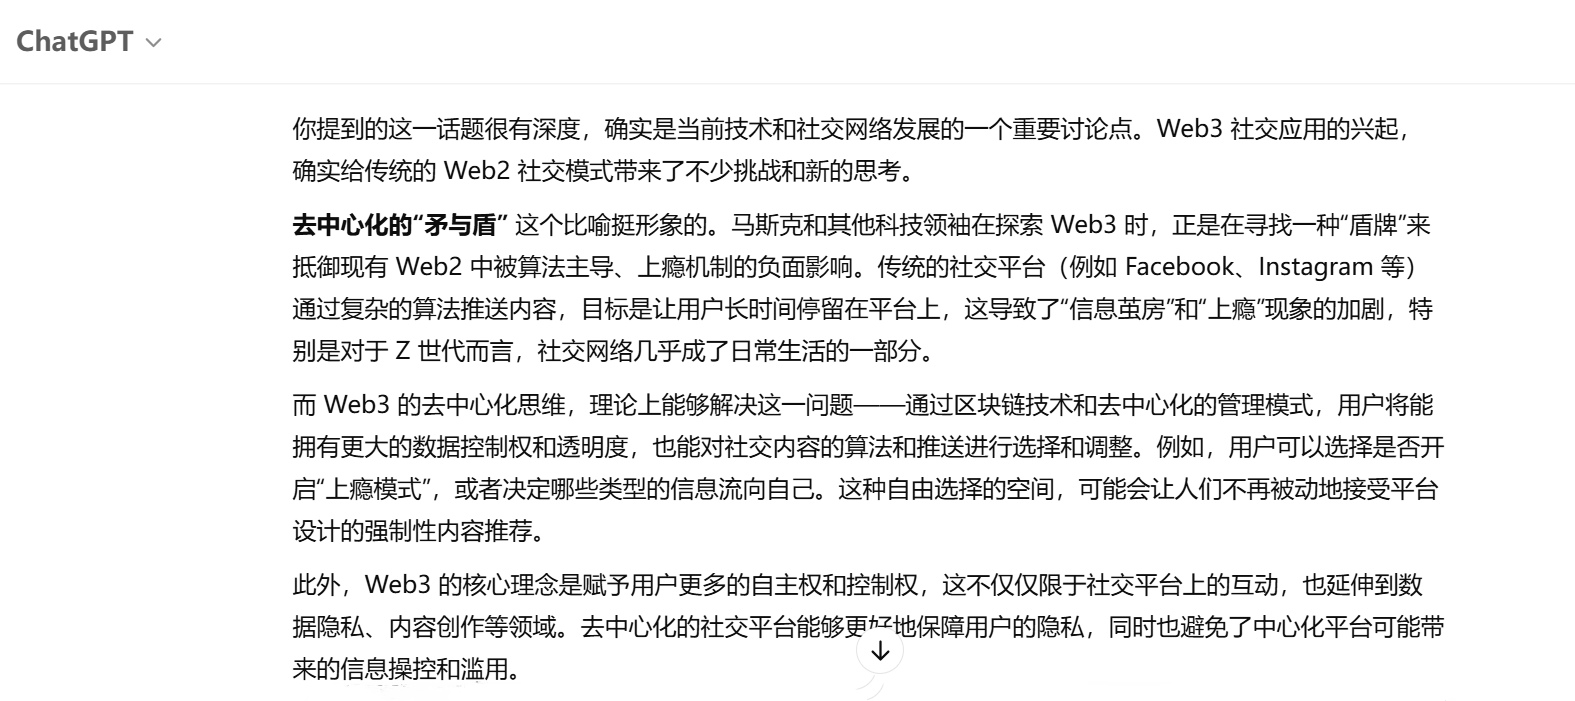 ChatGPT
你提到的这一话题很有深度，确实是当前技术和社交网络发展的一个重要讨论点。Web3 社交应用的兴起，
确实给传统的 Web2 社交模式带来了不少挑战和新的思考。
去中心化的“矛与盾” 这个比喻挺形象的。马斯克和其他科技领袖在探索 Web3 时，正是在寻找一种“盾牌”来
抵御现有 Web2 中被算法主导、上瘾机制的负面影响。传统的社交平台（例如 Facebook、Instagram 等）
通过复杂的算法推送内容，目标是让用户长时间停留在平台上，这导致了“信息茧房”和“上瘾”现象的加剧，特
别是对于 Z 世代而言，社交网络几乎成了日常生活的一部分。
而 Web3 的去中心化思维，理论上能够解决这一问题——通过区块链技术和去中心化的管理模式，用户将能
拥有更大的数据控制权和透明度，也能对社交内容的算法和推送进行选择和调整。例如，用户可以选择是否开
启“上瘾模式”，或者决定哪些类型的信息流向自己。这种自由选择的空间，可能会让人们不再被动地接受平台
设计的强制性内容推荐。
此外，Web3 的核心理念是赋予用户更多的自主权和控制权，这不仅仅限于社交平台上的互动，也延伸到数
据隐私、内容创作等领域。去中心化的社交平台能够更好地保障用户的隐私，同时也避免了中心化平台可能带
来的信息操控和滥用。